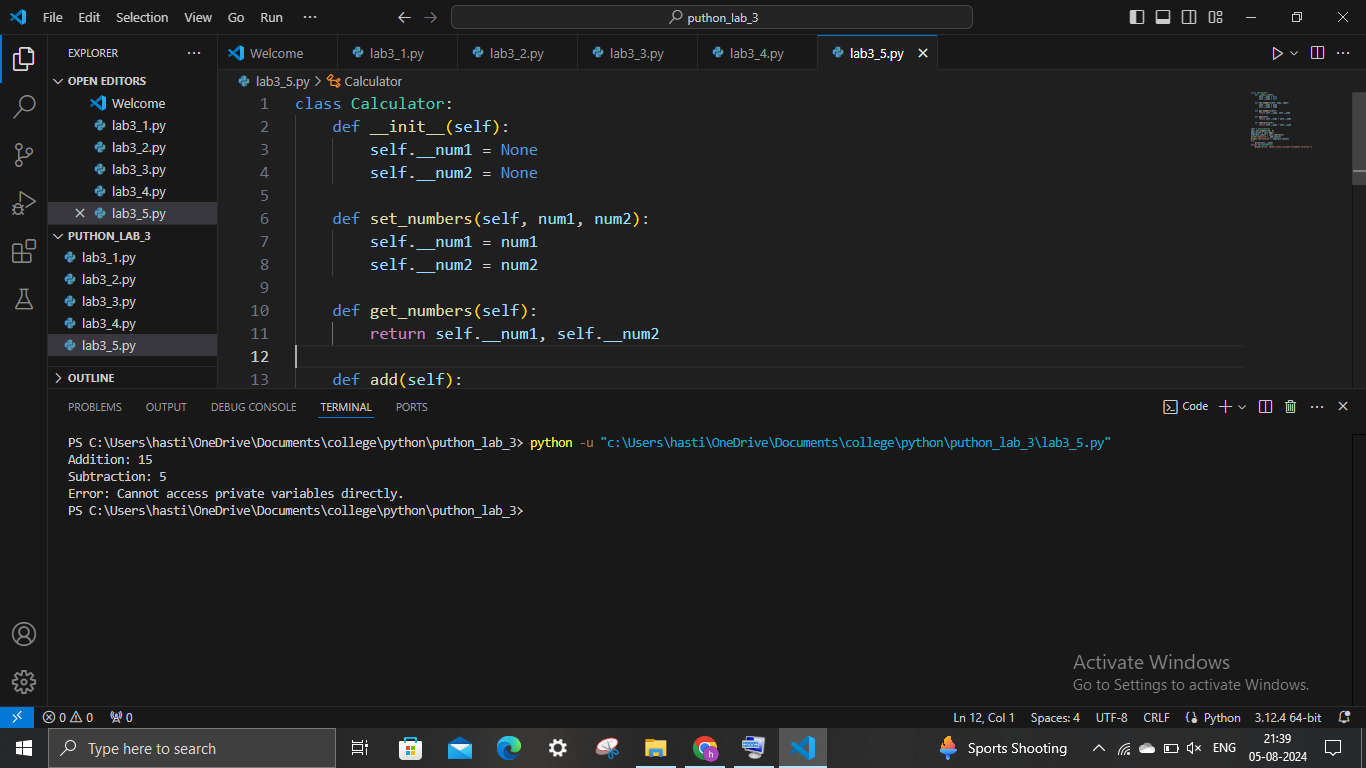 File Edit Selection View Go Run ··· puthon_lab_3
EXPLORER ···
OPEN EDITORS
Welcome
lab3_1.py
lab3_2.py
lab3_3.py
lab3_4.py
lab3_5.py
PUTHON_LAB_3
lab3_1.py
lab3_2.py
lab3_3.py
lab3_4.py
lab3_5.py
OUTLINE
Welcome lab3_1.py lab3_2.py lab3_3.py lab3_4.py lab3_5.py
lab3_5.py > Calculator
1 class Calculator:
2     def __init__(self):
3         self.__num1 = None
4         self.__num2 = None
5
6     def set_numbers(self, num1, num2):
7         self.__num1 = num1
8         self.__num2 = num2
9
10     def get_numbers(self):
11         return self.__num1, self.__num2
12
13     def add(self):
PROBLEMS OUTPUT DEBUG CONSOLE TERMINAL PORTS Code
PS C:\Users\hasti\OneDrive\Documents\college\python\puthon_lab_3> python -u "c:\Users\hasti\OneDrive\Documents\college\python\puthon_lab_3\lab3_5.py"
Addition: 15
Subtraction: 5
Error: Cannot access private variables directly.
PS C:\Users\hasti\OneDrive\Documents\college\python\puthon_lab_3>
Activate Windows
Go to Settings to activate Windows.
0 0 0 Ln 12, Col 1 Spaces: 4 UTF-8 CRLF Python 3.12.4 64-bit
Type here to search Sports Shooting ENG 21:39
05-08-2024